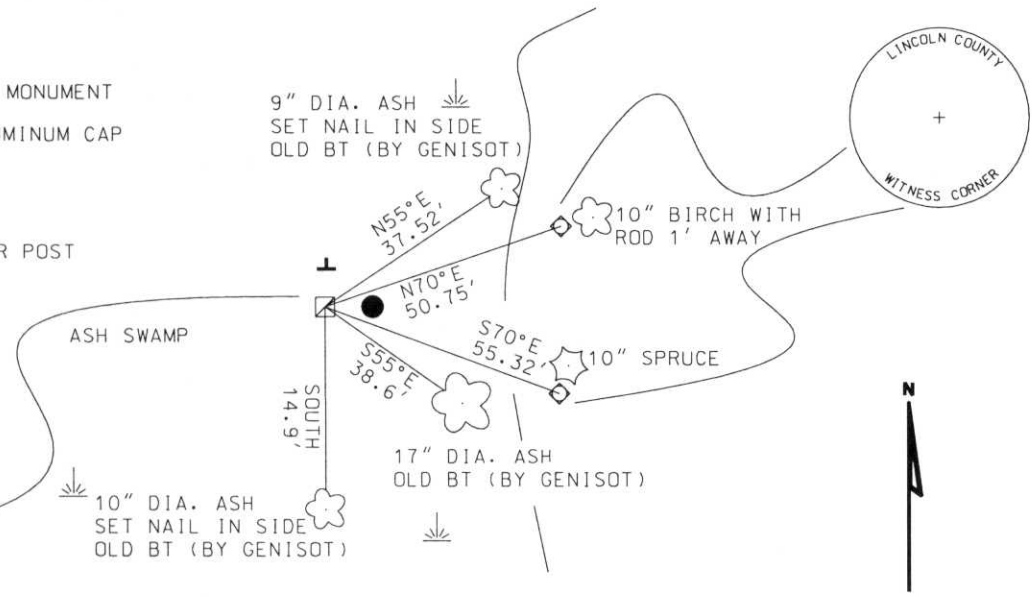 MONUMENT
MINUM CAP
R POST
9" DIA. ASH
SET NAIL IN SIDE
OLD BT (BY GENISOT)
LINCOLN COUNTY
WITNESS CORNER
N55°E
37.52'
10" BIRCH WITH
ROD 1' AWAY
N70°E
50.75'
ASH SWAMP
S70°E
55.32'
10" SPRUCE
S55°E
38.6'
SOUTH
14.9'
17" DIA. ASH
OLD BT (BY GENISOT)
10" DIA. ASH
SET NAIL IN SIDE
OLD BT (BY GENISOT)
N